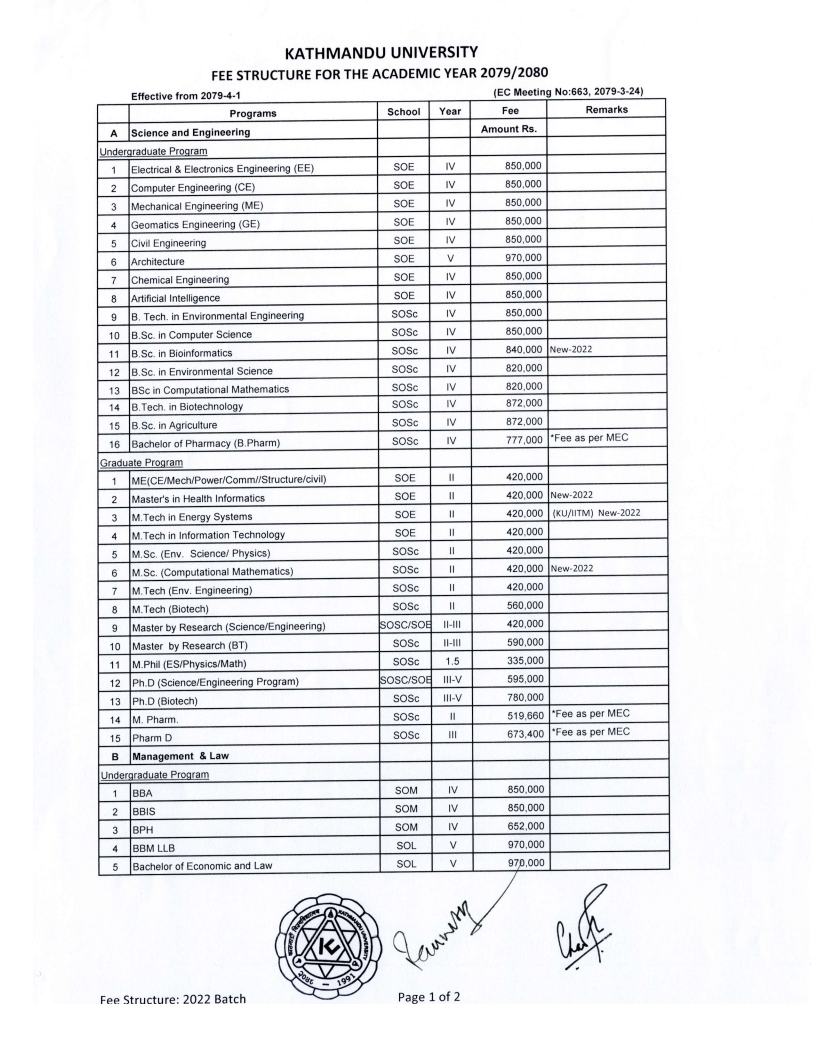 KATHMANDU UNIVERSITY
FEE STRUCTURE FOR THE ACADEMIC YEAR 2079/2080
Effective from 2079-4-1 (EC Meeting No:663, 2079-3-24)
Programs School Year Fee Remarks
A Science and Engineering Amount Rs.
Undergraduate Program
1 Electrical & Electronics Engineering (EE) SOE IV 850,000
2 Computer Engineering (CE) SOE IV 850,000
3 Mechanical Engineering (ME) SOE IV 850,000
4 Geomatics Engineering (GE) SOE IV 850,000
5 Civil Engineering SOE IV 850,000
6 Architecture SOE V 970,000
7 Chemical Engineering SOE IV 850,000
8 Artificial Intelligence SOE IV 850,000
9 B. Tech. in Environmental Engineering SOSc IV 850,000
10 B.Sc. in Computer Science SOSc IV 850,000
11 B.Sc. in Bioinformatics SOSc IV 840,000 New-2022
12 B.Sc. in Environmental Science SOSc IV 820,000
13 BSc in Computational Mathematics SOSc IV 820,000
14 B.Tech. in Biotechnology SOSc IV 872,000
15 B.Sc. in Agriculture SOSc IV 872,000
16 Bachelor of Pharmacy (B.Pharm) SOSc IV 777,000 *Fee as per MEC
Graduate Program
1 ME(CE/Mech/Power/Comm//Structure/civil) SOE II 420,000
2 Master's in Health Informatics SOE II 420,000 New-2022
3 M.Tech in Energy Systems SOE II 420,000 (KU/IITM) New-2022
4 M.Tech in Information Technology SOE II 420,000
5 M.Sc. (Env. Science/ Physics) SOSc II 420,000
6 M.Sc. (Computational Mathematics) SOSc II 420,000 New-2022
7 M.Tech (Env. Engineering) SOSc II 420,000
8 M.Tech (Biotech) SOSc II 560,000
9 Master by Research (Science/Engineering) SOSC/SOE II-III 420,000
10 Master by Research (BT) SOSc II-III 590,000
11 M.Phil (ES/Physics/Math) SOSc 1.5 335,000
12 Ph.D (Science/Engineering Program) SOSC/SOE III-V 595,000
13 Ph.D (Biotech) SOSc III-V 780,000
14 M. Pharm. SOSc II 519,660 *Fee as per MEC
15 Pharm D SOSc III 673,400 *Fee as per MEC
B Management & Law
Undergraduate Program
1 BBA SOM IV 850,000
2 BBIS SOM IV 850,000
3 BPH SOM IV 652,000
4 BBM LLB SOL V 970,000
5 Bachelor of Economic and Law SOL V 970,000
KATHMANDU UNIVERSITY
1991
Fee Structure: 2022 Batch Page 1 of 2